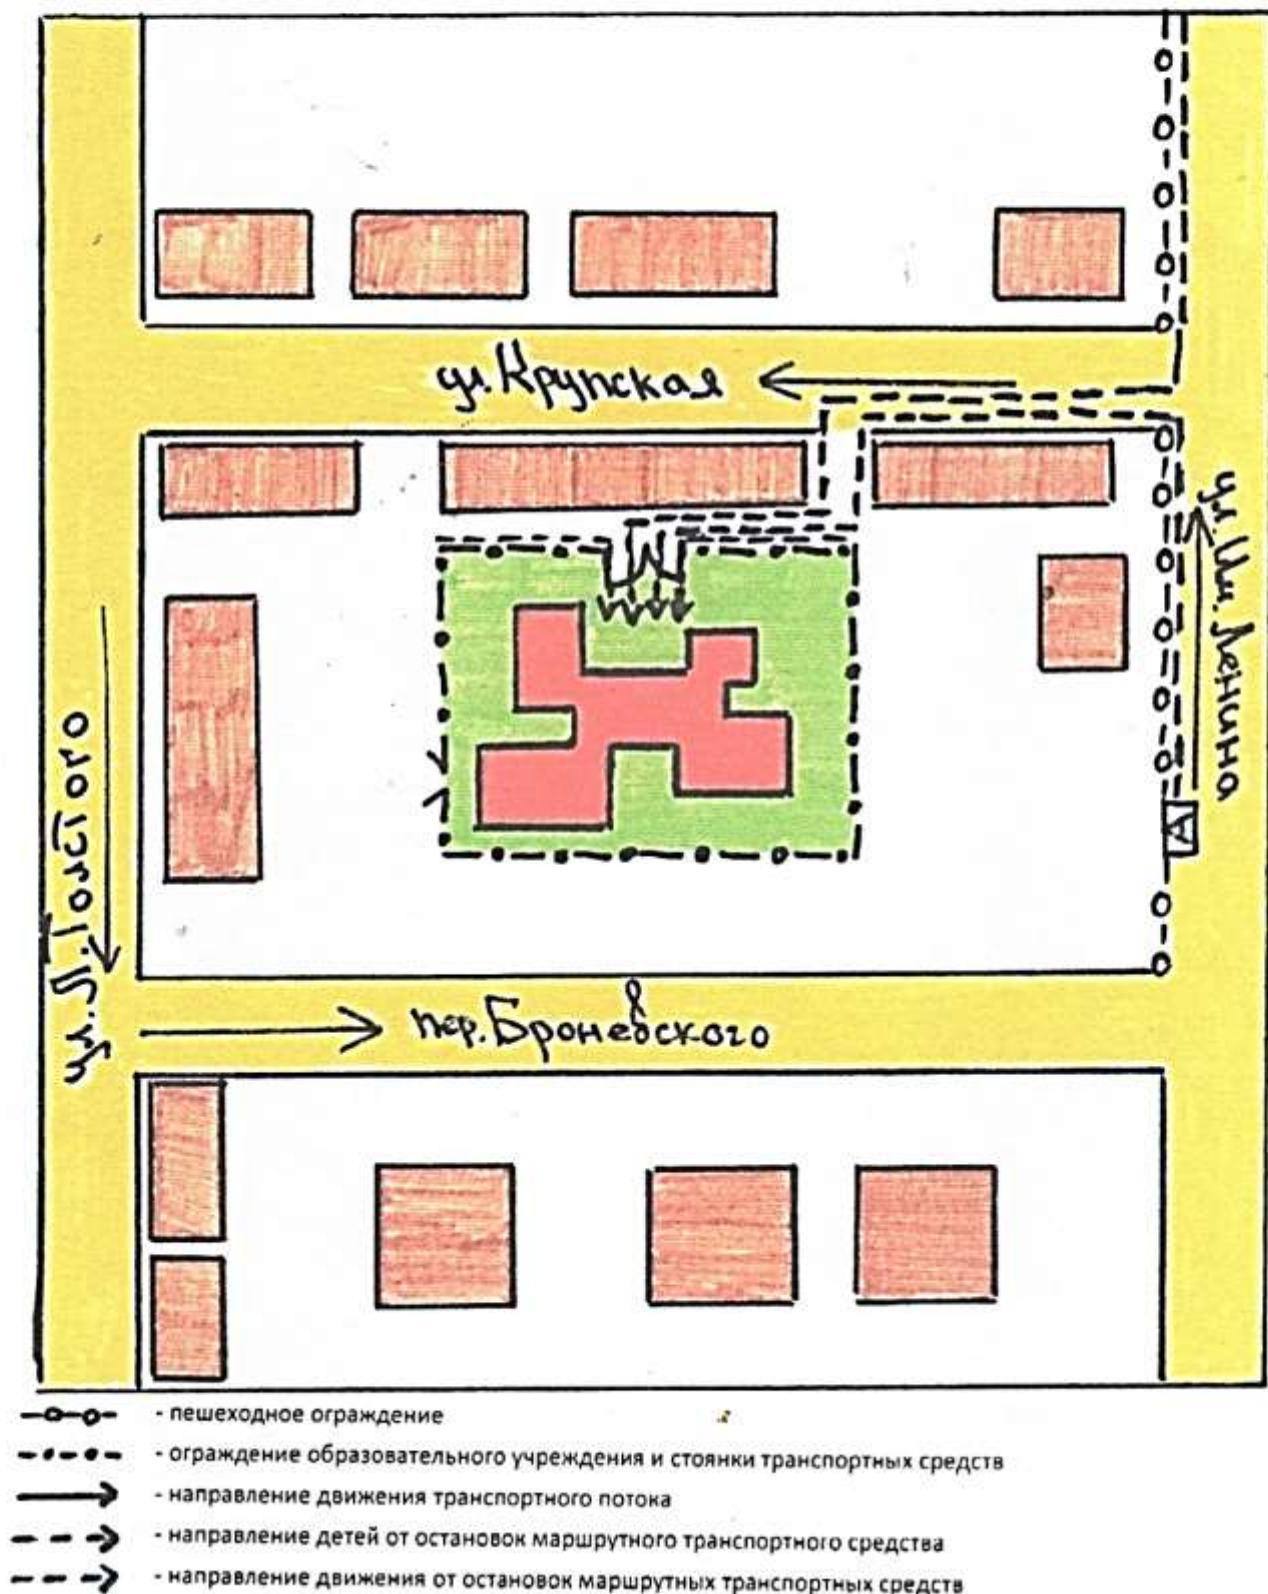 ул. Крупская
ул. Им. Ленина
ул. Л. Толстого
А
пер. Броневского
- пешеходное ограждение
- ограждение образовательного учреждения и стоянки транспортных средств
- направление движения транспортного потока
- направление детей от остановок маршрутного транспортного средства
- направление движения от остановок маршрутных транспортных средств